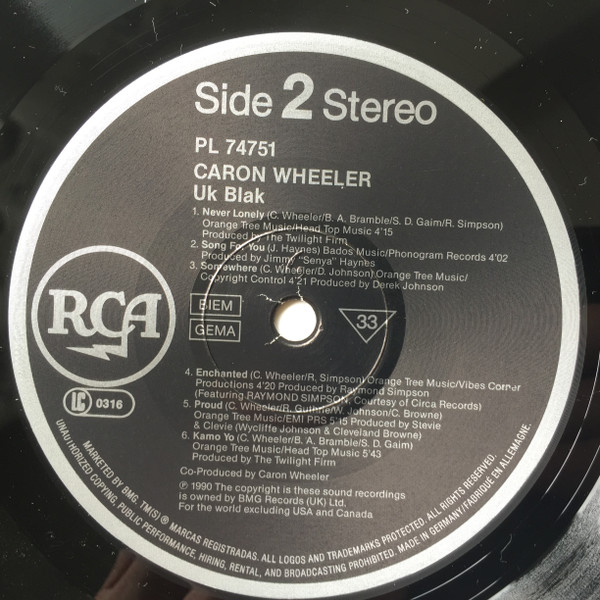 Side 2 Stereo
PL 74751
CARON WHEELER
Uk Blak
1. Never Lonely (C. Wheeler/B. A. Bramble/S. D. Gaim/R. Simpson)
Orange Tree Music/Head Top Music 4'15
Produced by The Twilight Firm
2. Song For You (J. Haynes) Bados Music/Phonogram Records 4'02
Produced by Jimmy "Senya" Haynes
3. Somewhere (C. Wheeler/D. Johnson) Orange Tree Music/
Copyright Control 4'21 Produced by Derek Johnson
RCA
BIEM
GEMA
33
LC 0316
4. Enchanted (C. Wheeler/R. Simpson) Orange Tree Music/Vibes Corner
Productions 4'20 Produced by Raymond Simpson
(Featuring RAYMOND SIMPSON, Courtesy of Circa Records)
5. Proud (C. Wheeler/R. Guthrie/W. Johnson/C. Browne)
Orange Tree Music/EMI PRS 5'15 Produced by Stevie
& Clevie (Wycliffe Johnson & Cleveland Browne)
6. Kamo Yo (C. Wheeler/B. A. Bramble/S. D. Gaim)
Orange Tree Music/Head Top Music 5'43
Produced by The Twilight Firm
Co-Produced by Caron Wheeler
℗ 1990 The copyright is these sound recordings
is owned by BMG Records (UK) Ltd.
For the world excluding USA and Canada
MARKETED BY BMG. TM(S) ® MARCAS REGISTRADAS. ALL LOGOS AND TRADEMARKS PROTECTED. ALL RIGHTS RESERVED.
UNAUTHORIZED COPYING, PUBLIC PERFORMANCE, HIRING, RENTAL, AND BROADCASTING PROHIBITED. MADE IN GERMANY/FABRIQUÉ EN ALLEMAGNE.